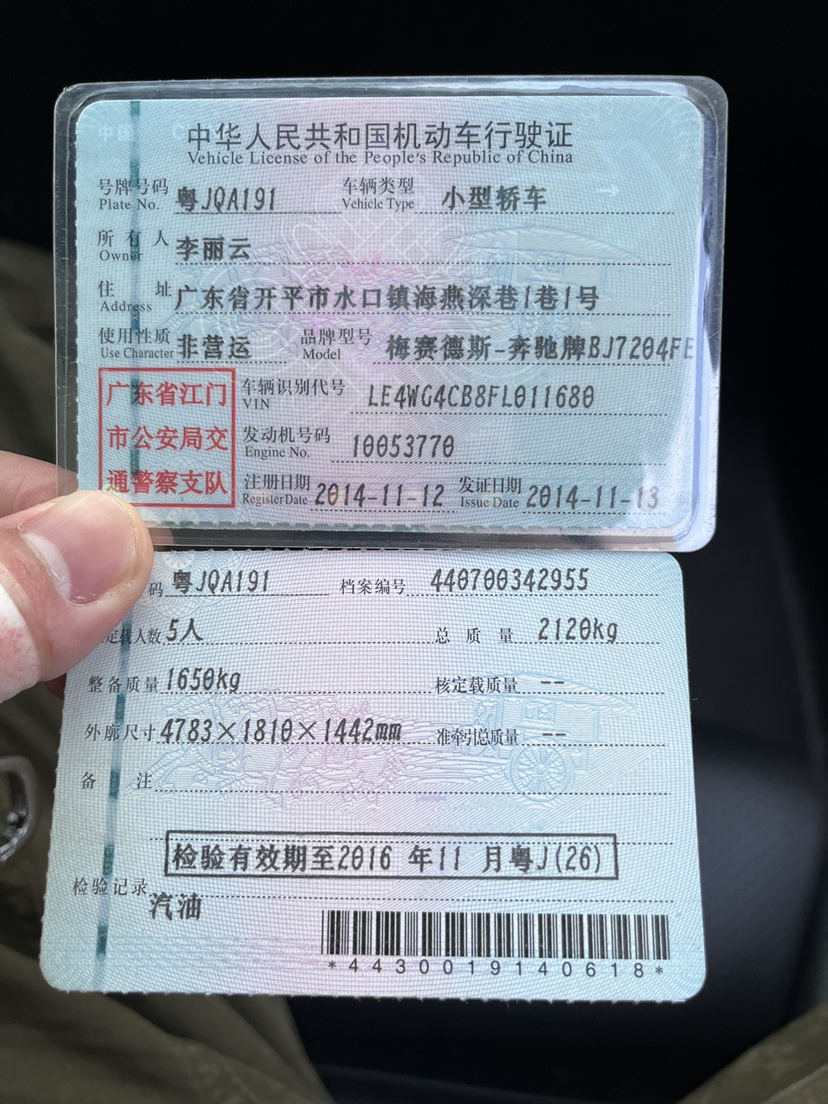 中华人民共和国机动车行驶证
Vehicle License of the People's Republic of China
号牌号码 Plate No. 粤JQA191 车辆类型 Vehicle Type 小型轿车
所有人 Owner 李丽云
住址 Address 广东省开平市水口镇海燕深巷1巷1号
使用性质 Use Character 非营运 品牌型号 Model 梅赛德斯-奔驰牌BJ7204FE
广东省江门
市公安局交
通警察支队
车辆识别代号 VIN LE4WG4CB8FL011680
发动机号码 Engine No. 10053770
注册日期 Register Date 2014-11-12 发证日期 Issue Date 2014-11-13
码 粤JQA191 档案编号 440700342955
定载人数 5人 总质量 2120kg
整备质量 1650kg 核定载质量 --
外廓尺寸 4783×1810×1442mm 准牵引总质量 --
备注
检验有效期至2016 年11 月粤J(26)
检验记录
汽油
*4430019140618*